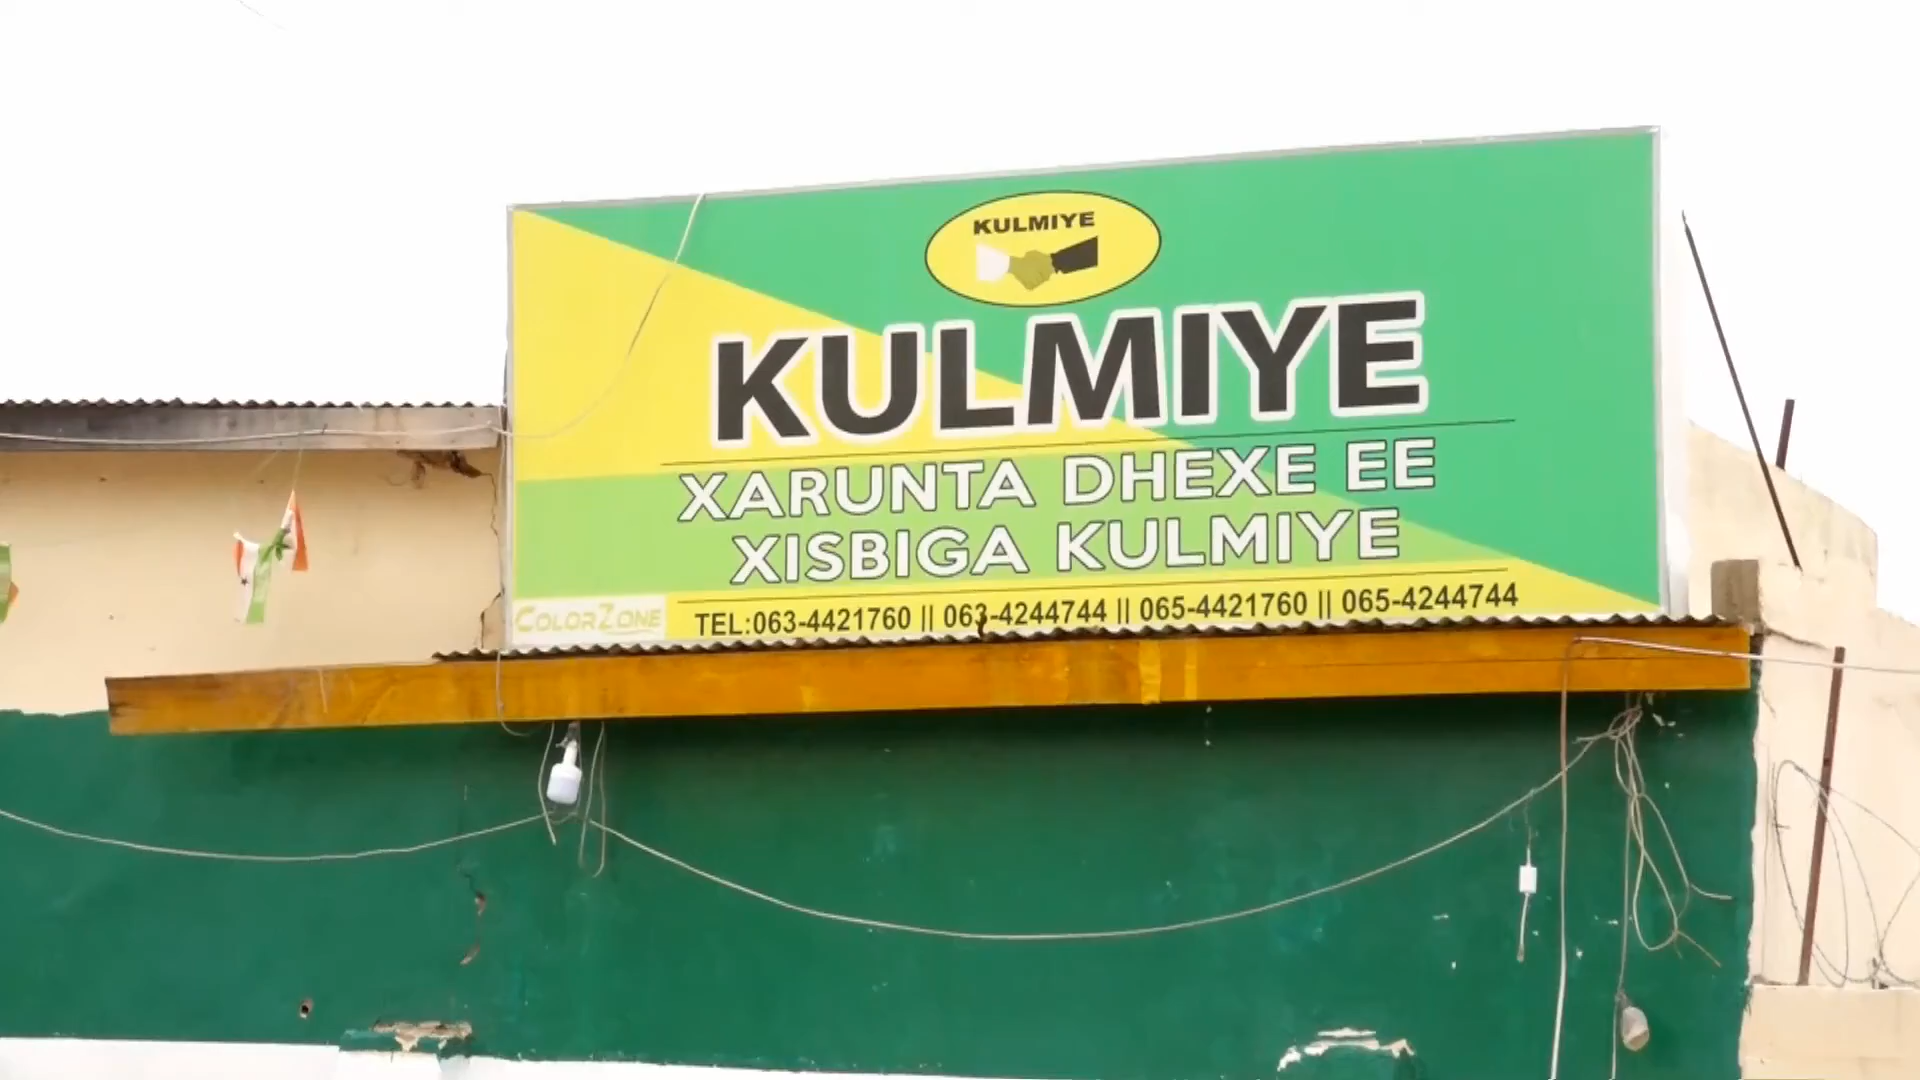 KULMIYE
KULMIYE
XARUNTA DHEXE EE
XISBIGA KULMIYE
COLORZONE
TEL:063-4421760 || 063-4244744 || 065-4421760 || 065-4244744